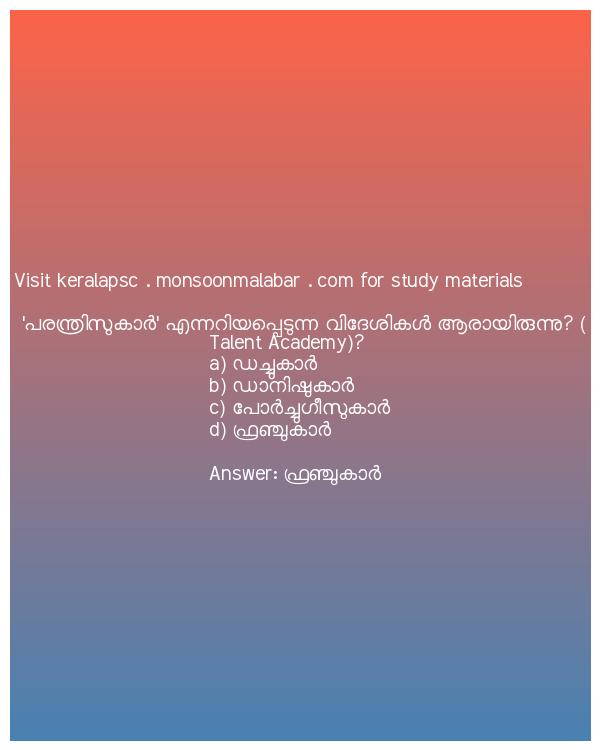 Visit keralapsc . monsoonmalabar . com for study materials
'പരന്ത്രിസുകാർ' എന്നറിയപ്പെടുന്ന വിദേശികൾ ആരായിരുന്നു? (
Talent Academy)?
a) ഡച്ചുകാർ
b) ഡാനിഷുകാർ
c) പോർച്ചുഗീസുകാർ
d) ഫ്രഞ്ചുകാർ
Answer: ഫ്രഞ്ചുകാർ